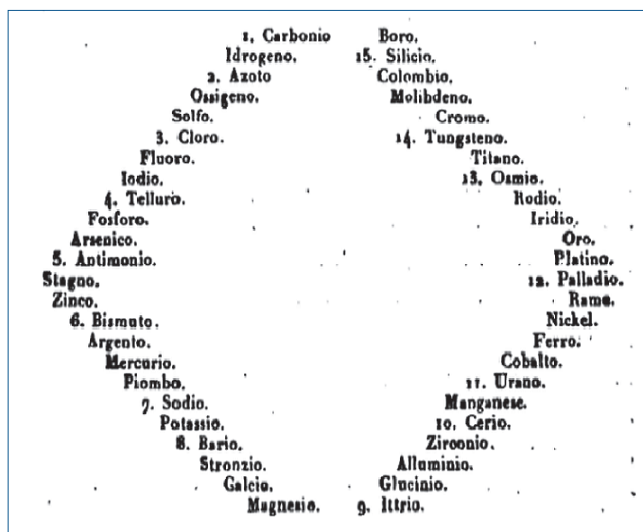 1, Carbonio
Idrogeno.
2. Azoto
Ossigeno.
Solfo.
3. Cloro.
Fluoro.
Iodio.
4. Telluro.
Fosforo.
Arsenico.
5. Antimonio.
Stagno.
Zinco.
6. Bismuto.
Argento.
Mercurio.
Piombo.
7. Sodio.
Potassio.
8. Bario.
Stronzio.
Calcio.
Magnesio.
Boro.
15. Silicio.
Colombio.
Molibdeno.
Cromo.
14. Tungsteno.
Titano.
13, Osmio.
Rodio.
Iridio.
Oro.
Platino.
12. Palladio.
Rame.
Nickel.
Ferro.
Cobalto.
11. Urano.
Manganese.
10. Cerio.
Zirconio.
Alluminio.
Glucinio.
9. Ittrio.